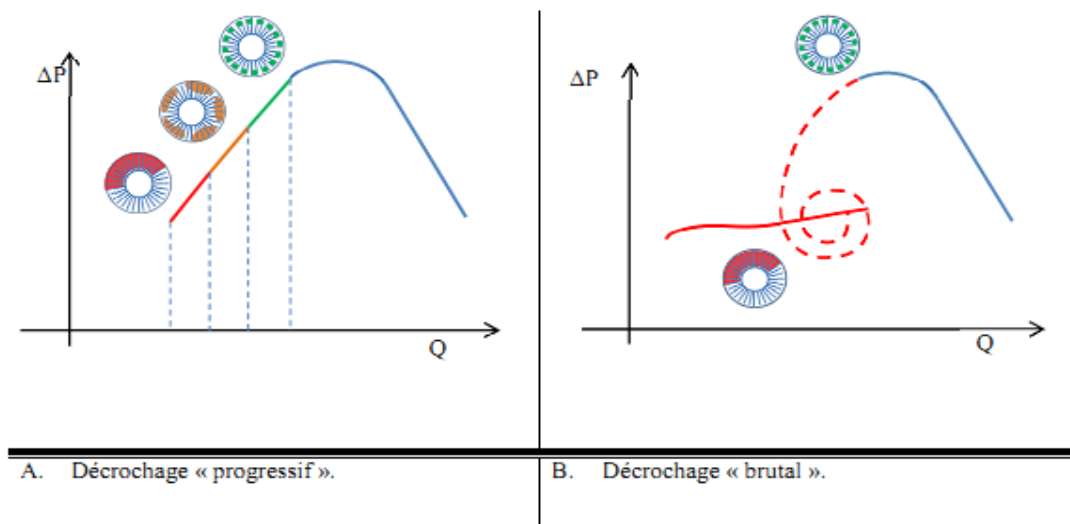 ΔP
Q
ΔP
Q
A. Décrochage « progressif ».
B. Décrochage « brutal ».